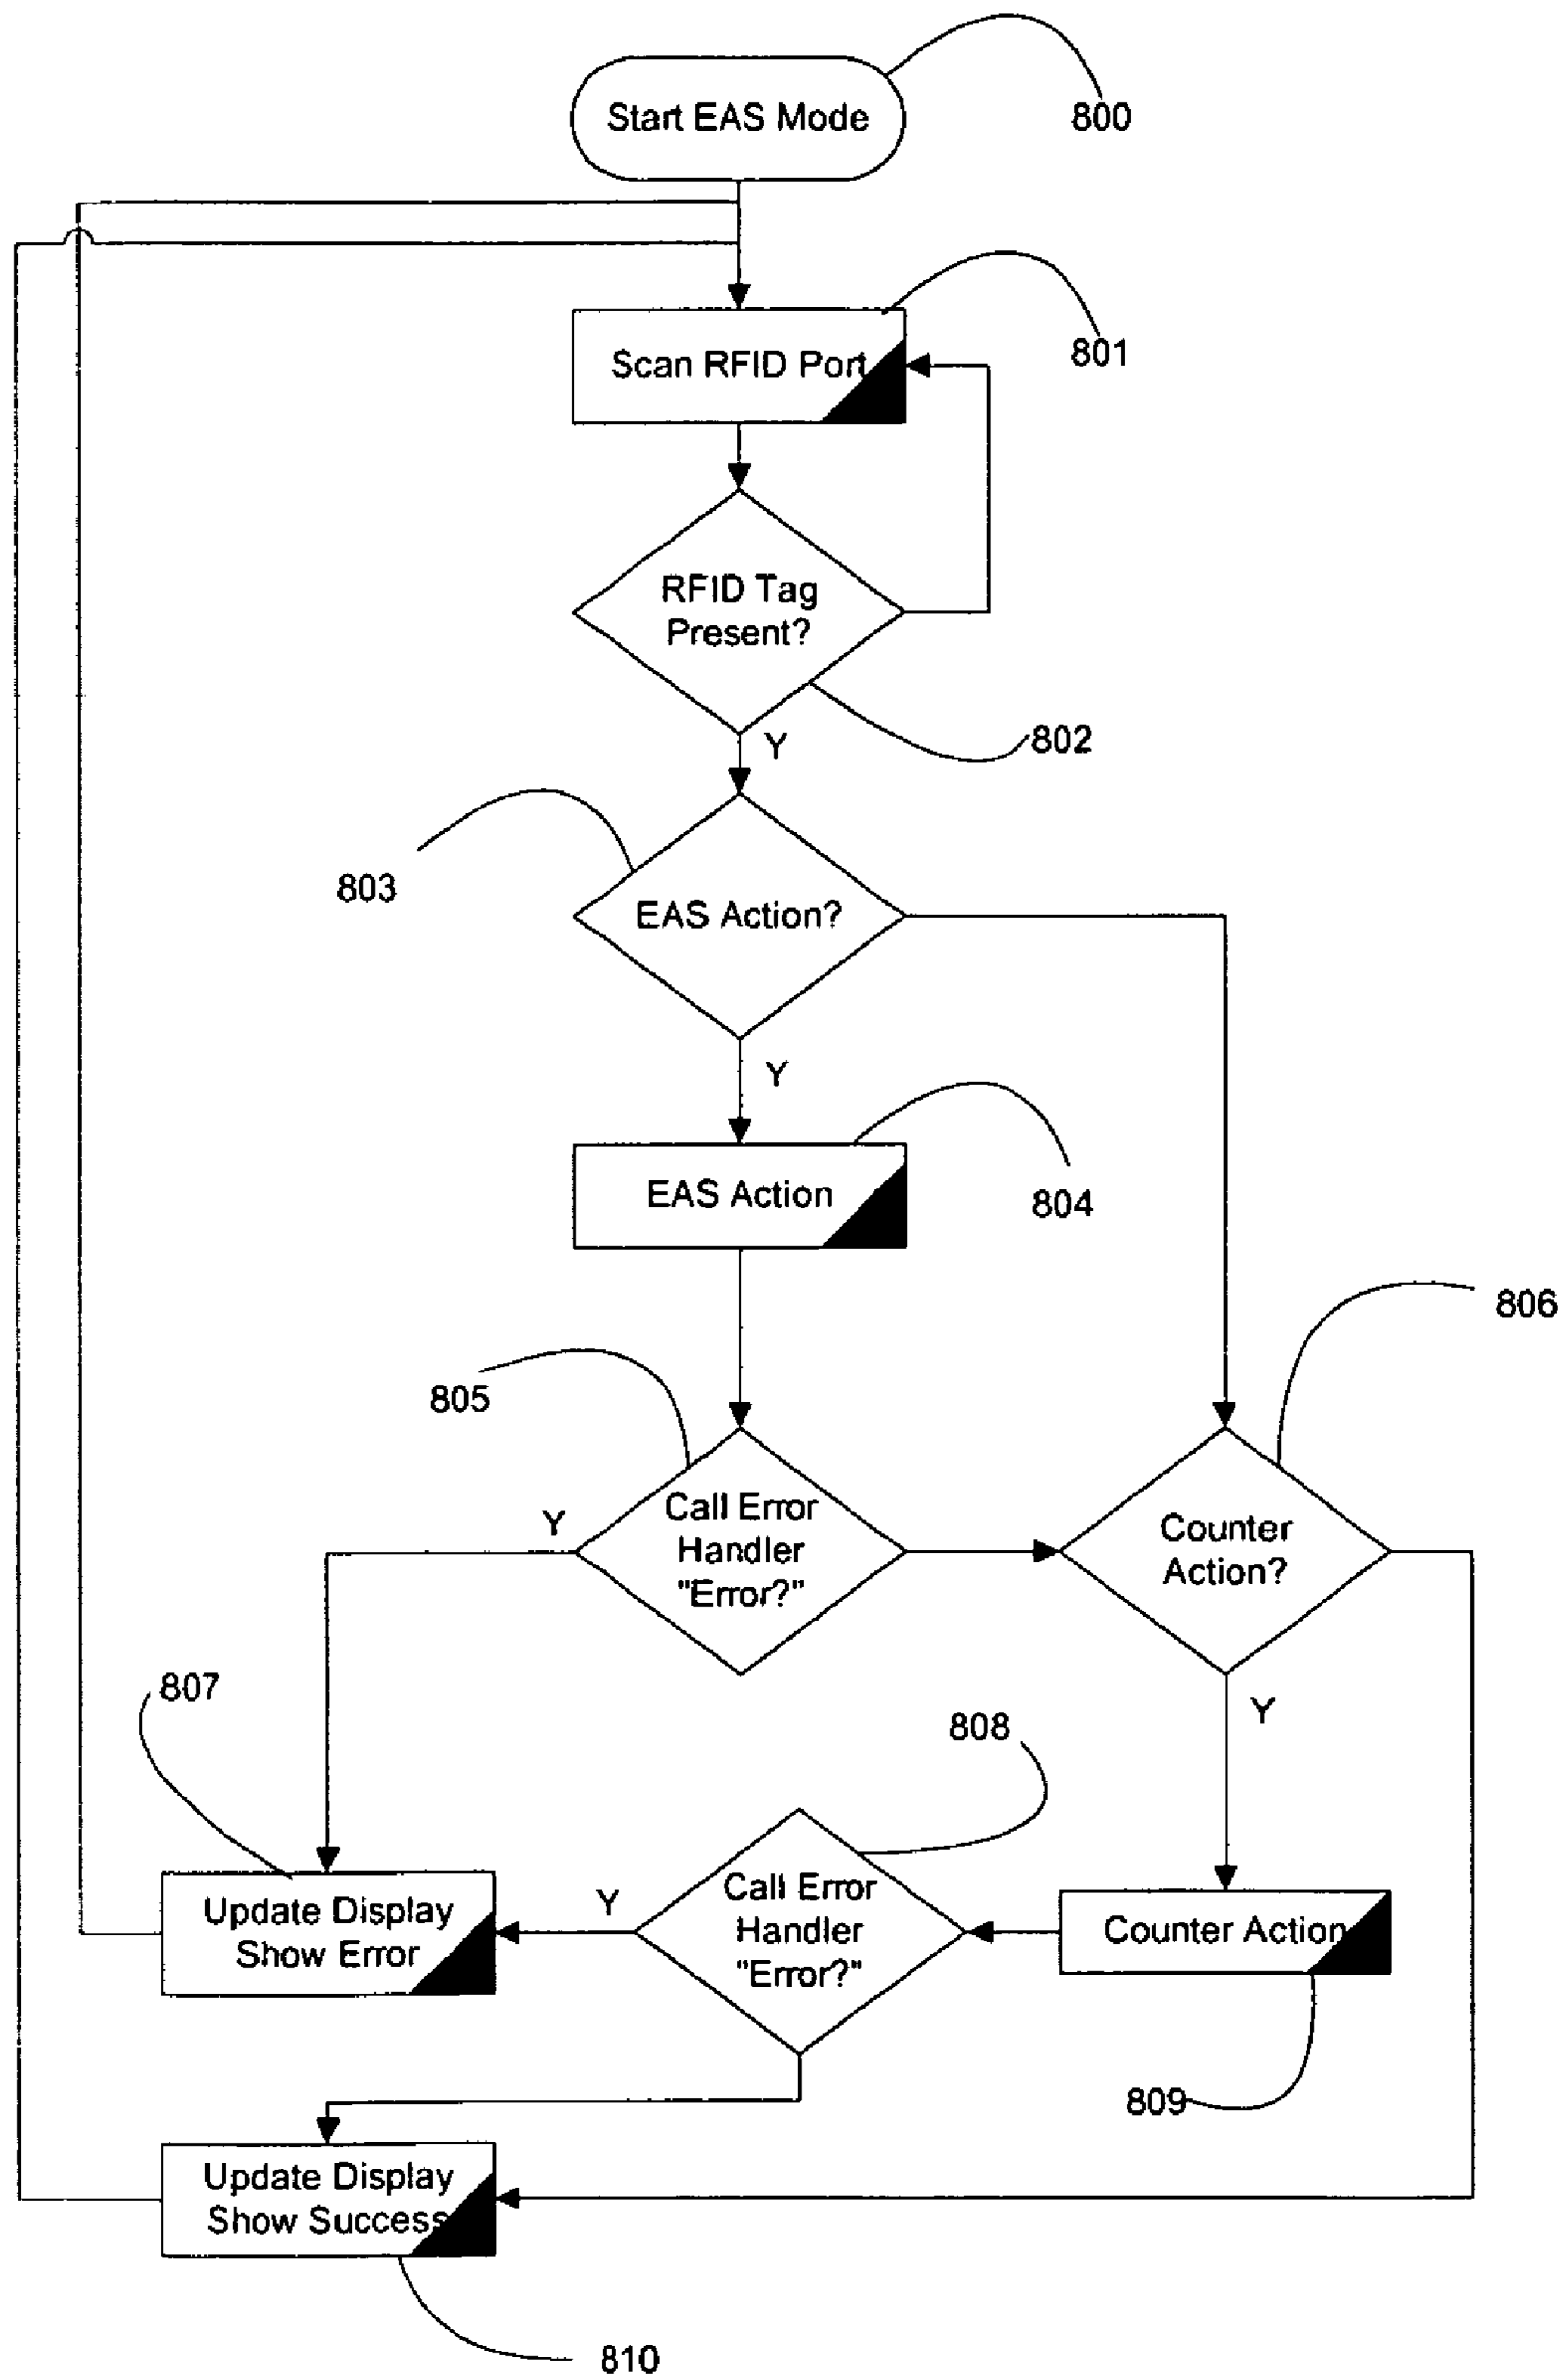 Start EAS Mode
800
Scan RFID Port
801
RFID Tag
Present?
802
Y
803
EAS Action?
Y
EAS Action
804
806
805
Call Error
Handler
"Error?"
Y
Counter
Action?
807
808
Y
Update Display
Show Error
Y
Call Error
Handler
"Error?"
Counter Action
809
Update Display
Show Success
810